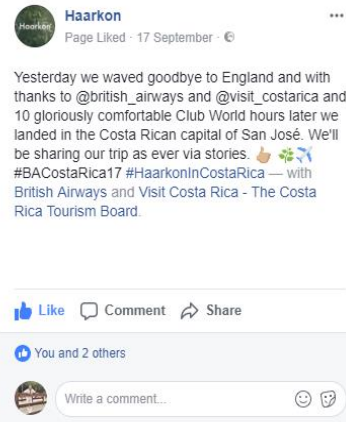 Haarkon
Haarkon
Page Liked · 17 September ·
Yesterday we waved goodbye to England and with
thanks to @british_airways and @visit_costarica and
10 gloriously comfortable Club World hours later we
landed in the Costa Rican capital of San José. We'll
be sharing our trip as ever via stories. 👍🏼 🌿✈️
#BACostaRica17 #HaarkonInCostaRica — with
British Airways and Visit Costa Rica - The Costa
Rica Tourism Board.
Like Comment Share
You and 2 others
Write a comment...